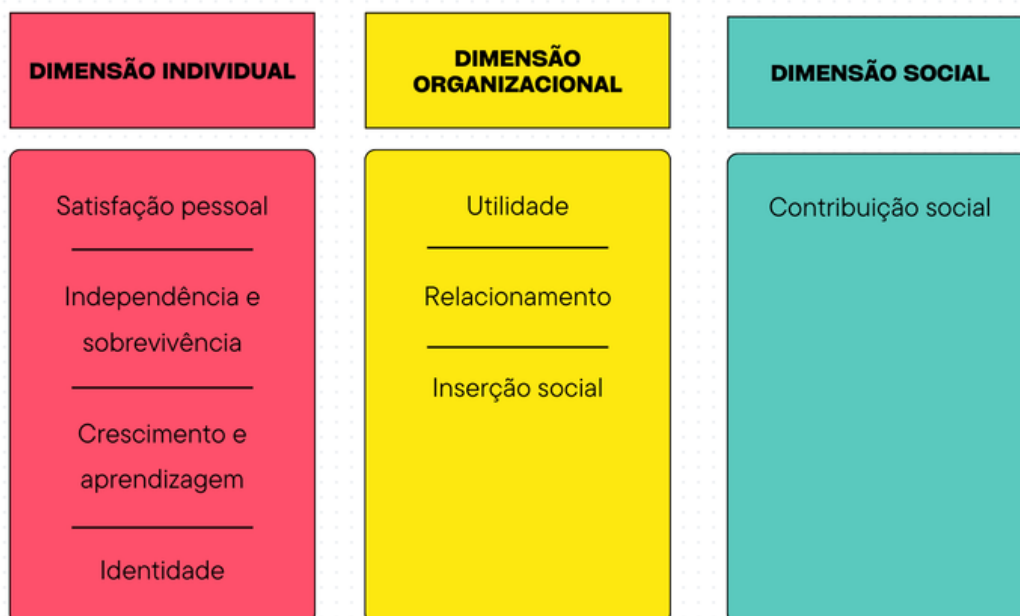 DIMENSÃO INDIVIDUAL
Satisfação pessoal
Independência e
sobrevivência
Crescimento e
aprendizagem
Identidade
DIMENSÃO
ORGANIZACIONAL
Utilidade
Relacionamento
Inserção social
DIMENSÃO SOCIAL
Contribuição social